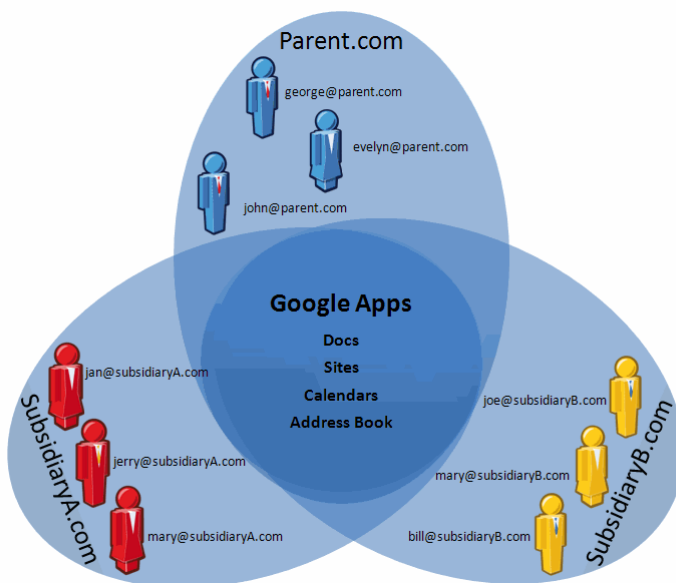 Parent.com
george@parent.com
evelyn@parent.com
john@parent.com
Google Apps
Docs
Sites
Calendars
Address Book
jan@subsidiaryA.com
jerry@subsidiaryA.com
mary@subsidiaryA.com
SubsidiaryA.com
joe@subsidiaryB.com
mary@subsidiaryB.com
bill@subsidiaryB.com
SubsidiaryB.com